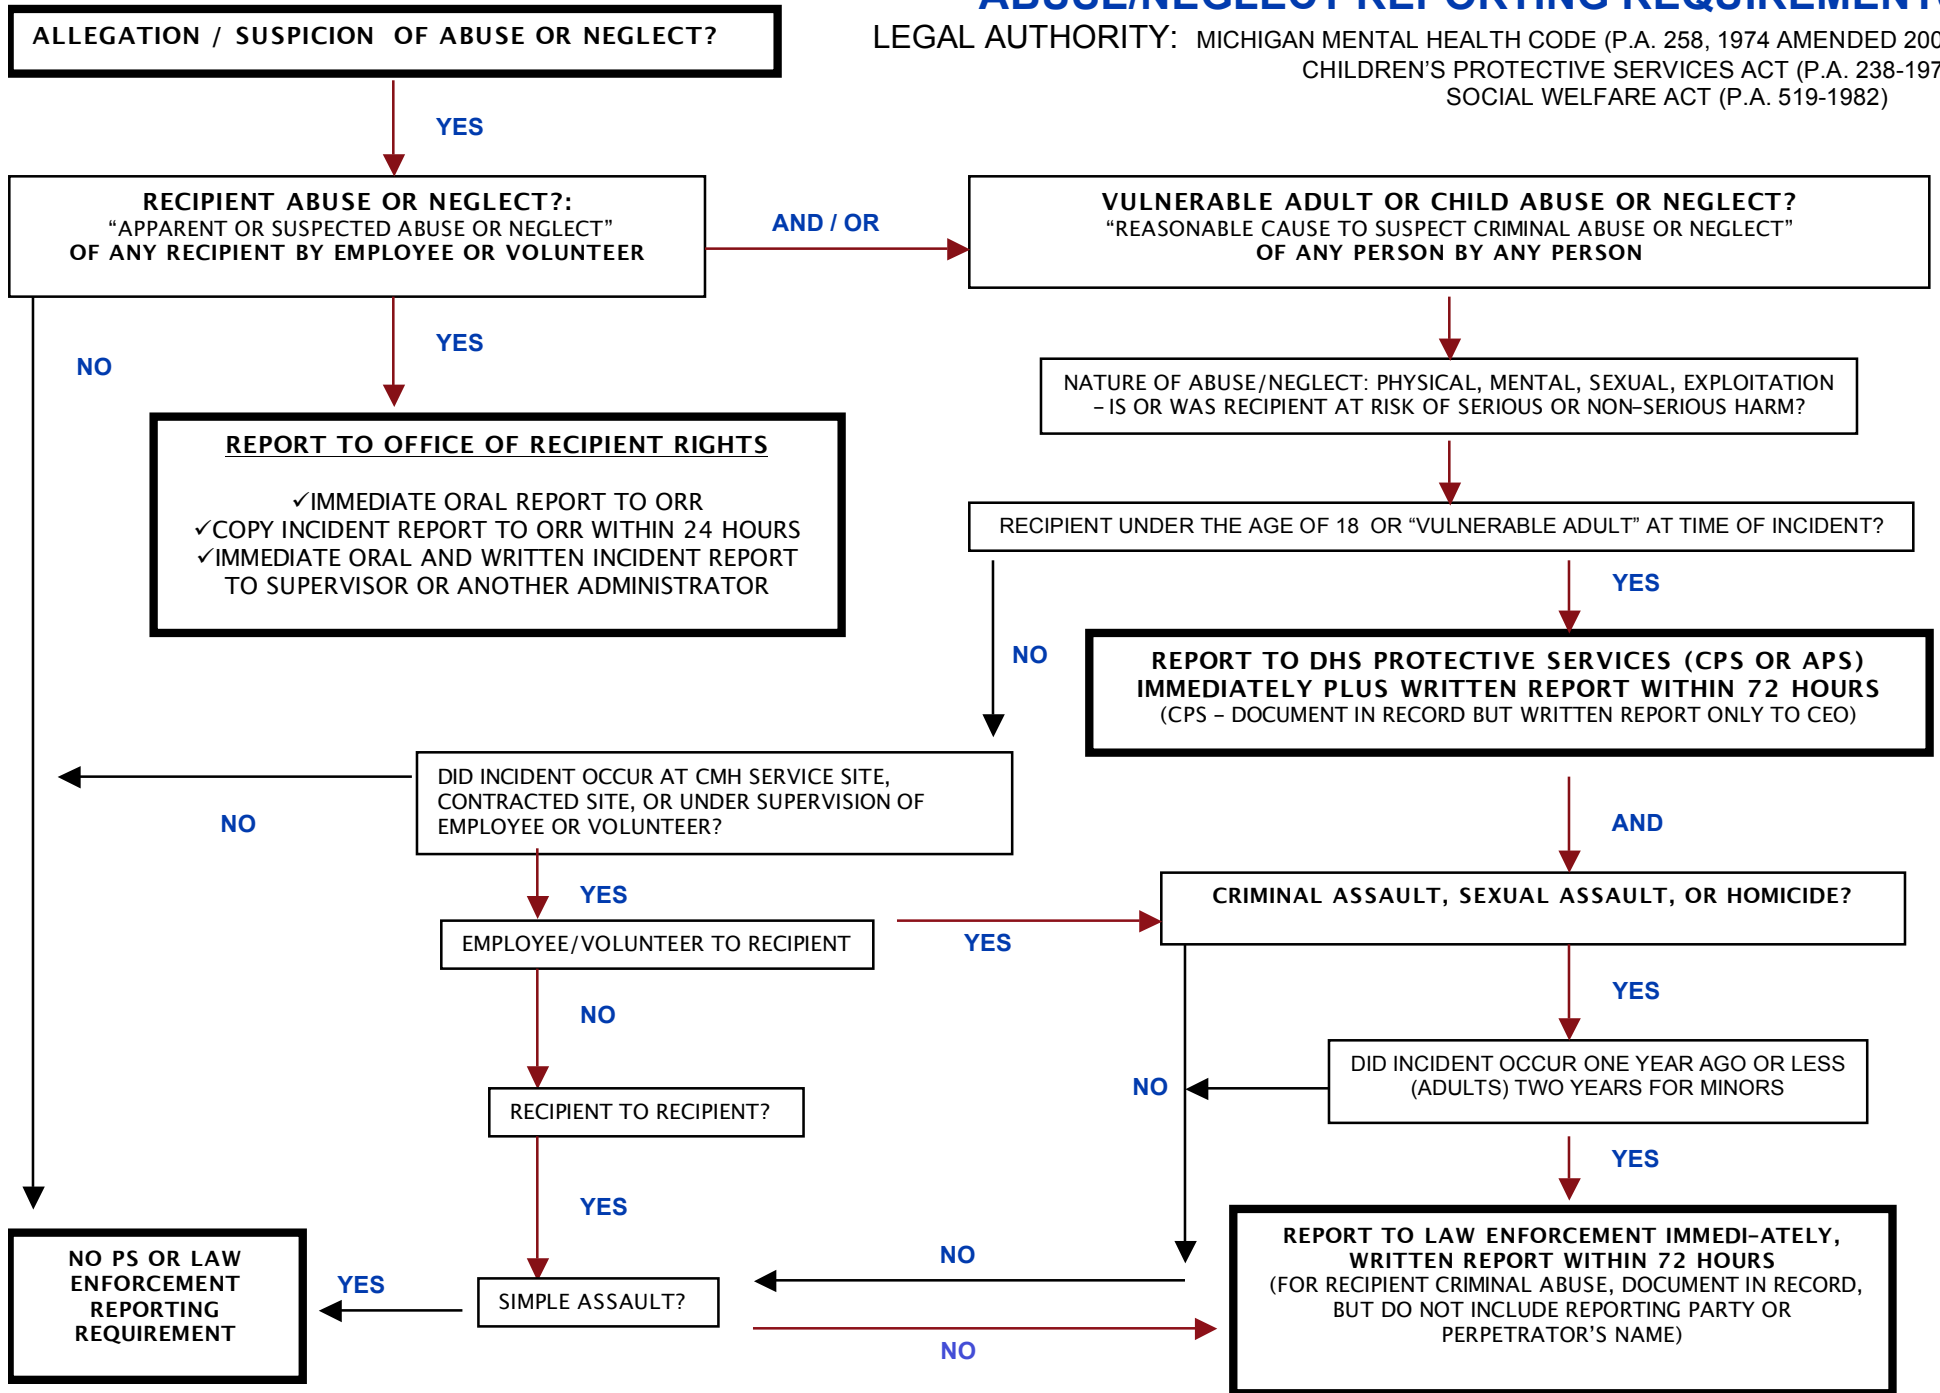 ABUSE/NEGLECT REPORTING REQUIREMENTS
ALLEGATION / SUSPICION OF ABUSE OR NEGLECT?
LEGAL AUTHORITY: MICHIGAN MENTAL HEALTH CODE (P.A. 258, 1974 AMENDED 200
CHILDREN'S PROTECTIVE SERVICES ACT (P.A. 238-197
SOCIAL WELFARE ACT (P.A. 519-1982)
YES
RECIPIENT ABUSE OR NEGLECT?:
“APPARENT OR SUSPECTED ABUSE OR NEGLECT”
OF ANY RECIPIENT BY EMPLOYEE OR VOLUNTEER
AND / OR
VULNERABLE ADULT OR CHILD ABUSE OR NEGLECT?
“REASONABLE CAUSE TO SUSPECT CRIMINAL ABUSE OR NEGLECT”
OF ANY PERSON BY ANY PERSON
NO
YES
NATURE OF ABUSE/NEGLECT: PHYSICAL, MENTAL, SEXUAL, EXPLOITATION
– IS OR WAS RECIPIENT AT RISK OF SERIOUS OR NON–SERIOUS HARM?
REPORT TO OFFICE OF RECIPIENT RIGHTS
✓IMMEDIATE ORAL REPORT TO ORR
✓COPY INCIDENT REPORT TO ORR WITHIN 24 HOURS
✓IMMEDIATE ORAL AND WRITTEN INCIDENT REPORT
TO SUPERVISOR OR ANOTHER ADMINISTRATOR
RECIPIENT UNDER THE AGE OF 18 OR “VULNERABLE ADULT” AT TIME OF INCIDENT?
YES
NO
REPORT TO DHS PROTECTIVE SERVICES (CPS OR APS)
IMMEDIATELY PLUS WRITTEN REPORT WITHIN 72 HOURS
(CPS – DOCUMENT IN RECORD BUT WRITTEN REPORT ONLY TO CEO)
DID INCIDENT OCCUR AT CMH SERVICE SITE,
CONTRACTED SITE, OR UNDER SUPERVISION OF
EMPLOYEE OR VOLUNTEER?
NO
AND
YES
CRIMINAL ASSAULT, SEXUAL ASSAULT, OR HOMICIDE?
EMPLOYEE/VOLUNTEER TO RECIPIENT
YES
YES
NO
DID INCIDENT OCCUR ONE YEAR AGO OR LESS
(ADULTS) TWO YEARS FOR MINORS
NO
RECIPIENT TO RECIPIENT?
YES
YES
NO PS OR LAW
ENFORCEMENT
REPORTING
REQUIREMENT
YES
SIMPLE ASSAULT?
NO
NO
REPORT TO LAW ENFORCEMENT IMMEDI–ATELY,
WRITTEN REPORT WITHIN 72 HOURS
(FOR RECIPIENT CRIMINAL ABUSE, DOCUMENT IN RECORD,
BUT DO NOT INCLUDE REPORTING PARTY OR
PERPETRATOR'S NAME)